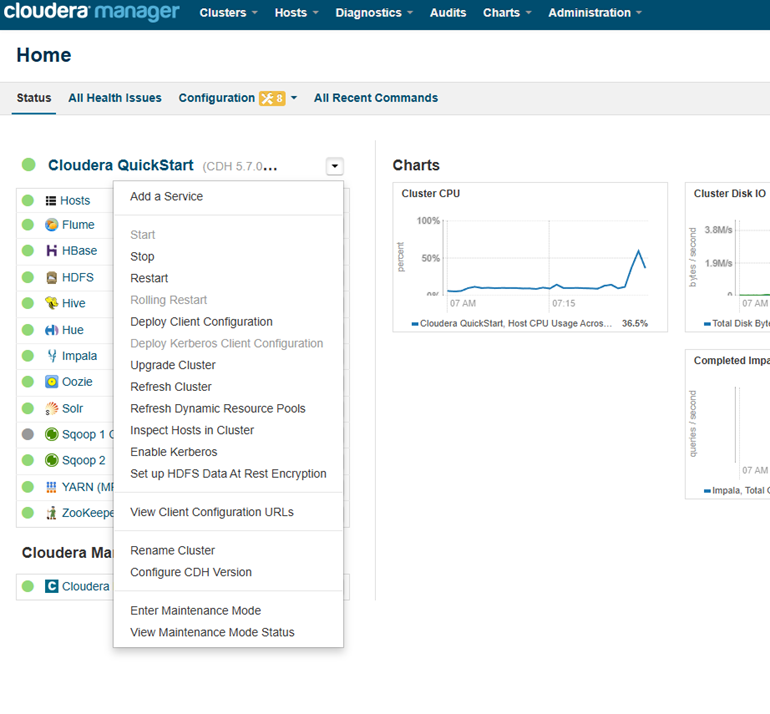 cloudera manager Clusters Hosts Diagnostics Audits Charts Administration
Home
Status All Health Issues Configuration 8 All Recent Commands
Cloudera QuickStart (CDH 5.7.0...
Hosts
Flume
HBase
HDFS
Hive
Hue
Impala
Oozie
Solr
Sqoop 1 C
Sqoop 2
YARN (MR
ZooKeepe
Cloudera Ma
Cloudera
Add a Service
Start
Stop
Restart
Rolling Restart
Deploy Client Configuration
Deploy Kerberos Client Configuration
Upgrade Cluster
Refresh Cluster
Refresh Dynamic Resource Pools
Inspect Hosts in Cluster
Enable Kerberos
Set up HDFS Data At Rest Encryption
View Client Configuration URLs
Rename Cluster
Configure CDH Version
Enter Maintenance Mode
View Maintenance Mode Status
Charts
Cluster CPU
percent
100%
50%
0%
07 AM 07:15
Cloudera QuickStart, Host CPU Usage Acros... 36.5%
Cluster Disk IO
bytes / second
3.8M/s
1.9M/s
0
07 AM
Total Disk Byte
Completed Impa
queries / second
07 AM
Impala, Total C